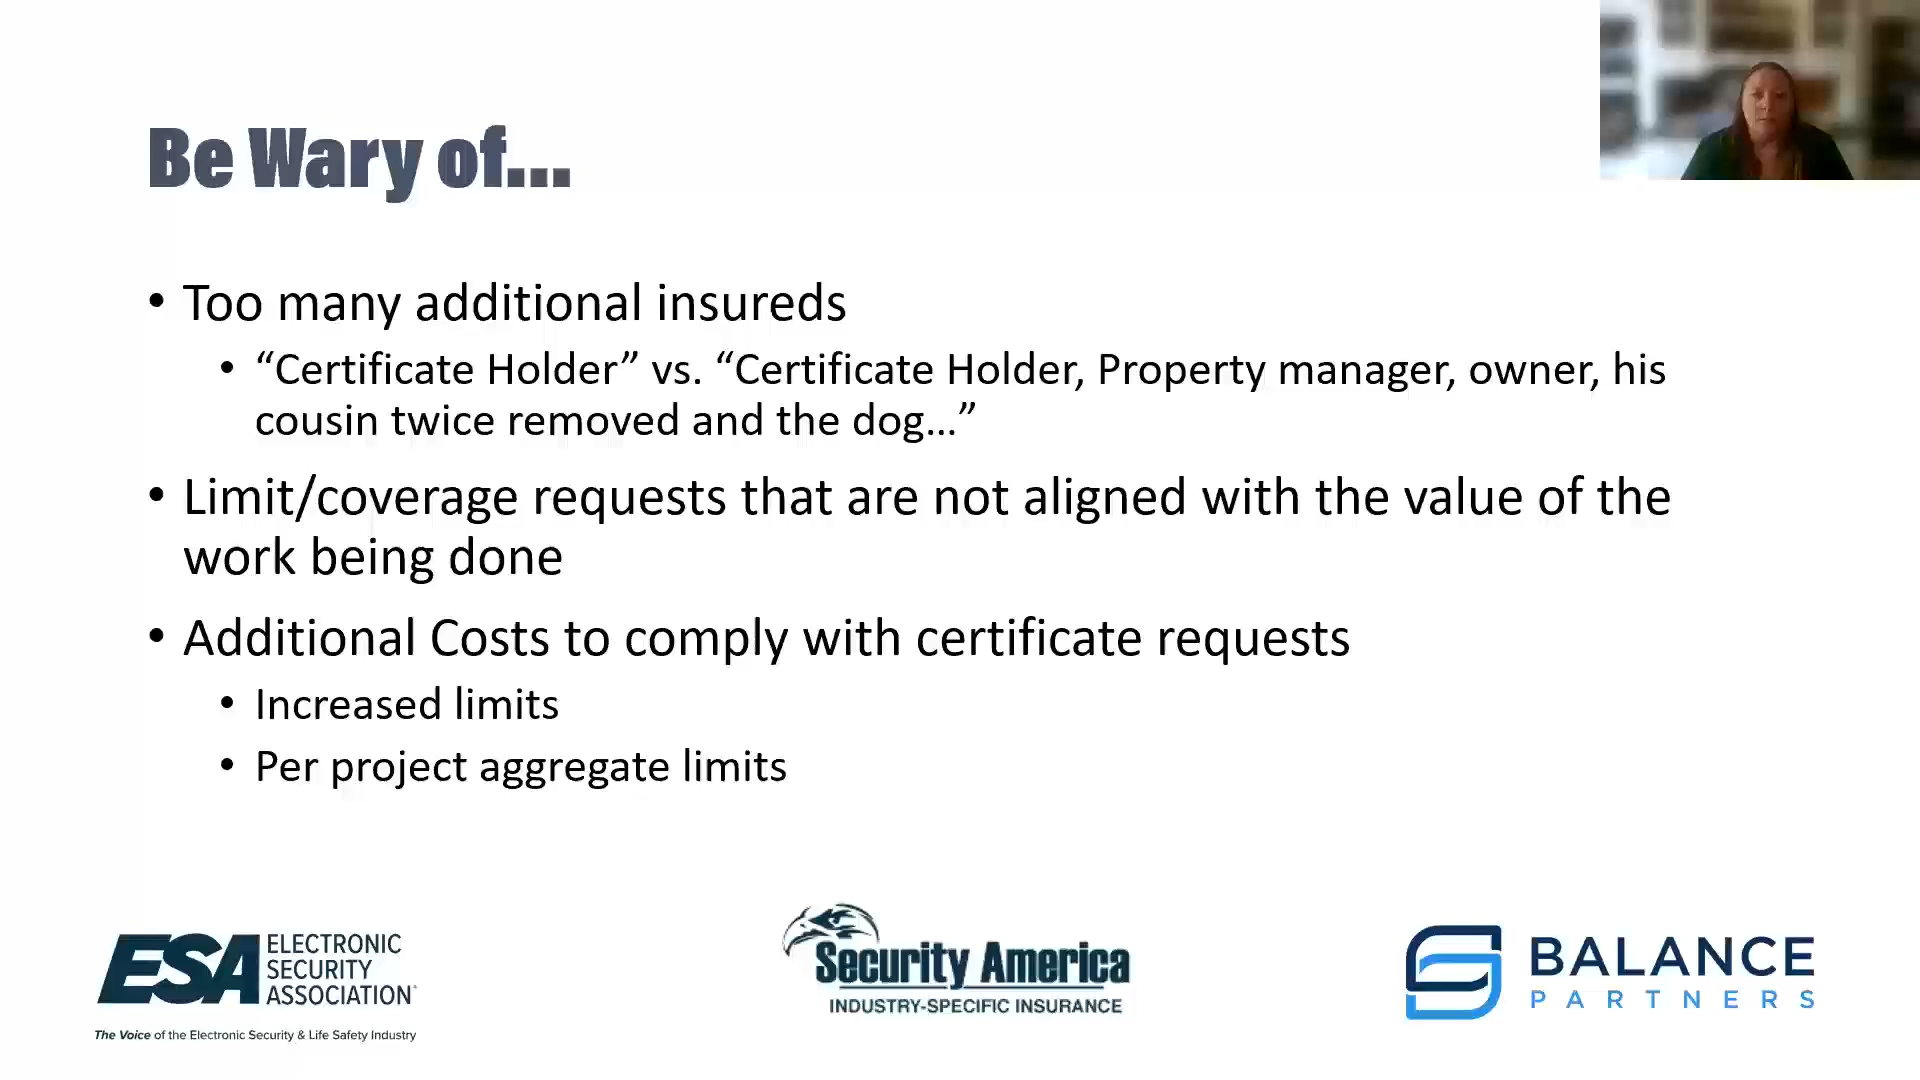 Be Wary of...
• Too many additional insureds
• “Certificate Holder” vs. “Certificate Holder, Property manager, owner, his
cousin twice removed and the dog…”
• Limit/coverage requests that are not aligned with the value of the
work being done
• Additional Costs to comply with certificate requests
• Increased limits
• Per project aggregate limits
ESA ELECTRONIC
SECURITY
ASSOCIATION
The Voice of the Electronic Security & Life Safety Industry
Security America
INDUSTRY-SPECIFIC INSURANCE
BALANCE
PARTNERS